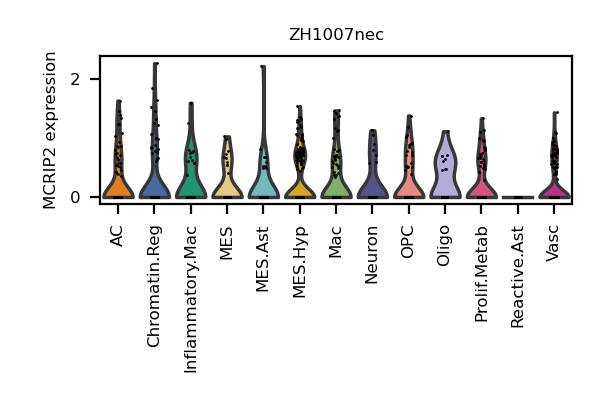 ZH1007nec
MCRIP2 expression
2
0
AC
Chromatin.Reg
Inflammatory.Mac
MES
MES.Ast
MES.Hyp
Mac
Neuron
OPC
Oligo
Prolif.Metab
Reactive.Ast
Vasc